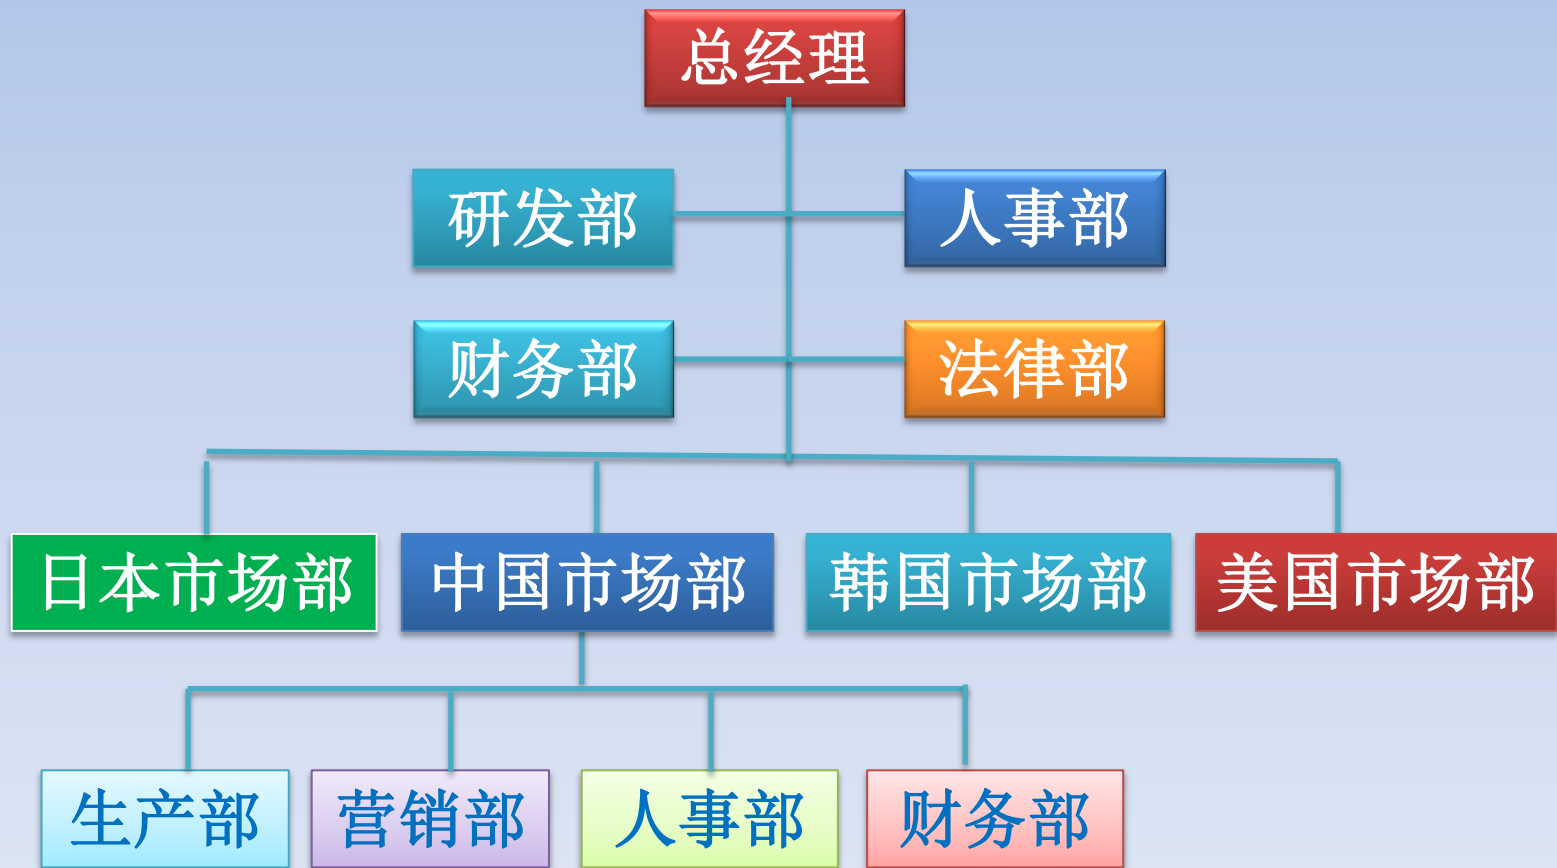 总经理
研发部
人事部
财务部
法律部
日本市场部
中国市场部
韩国市场部
美国市场部
生产部
营销部
人事部
财务部